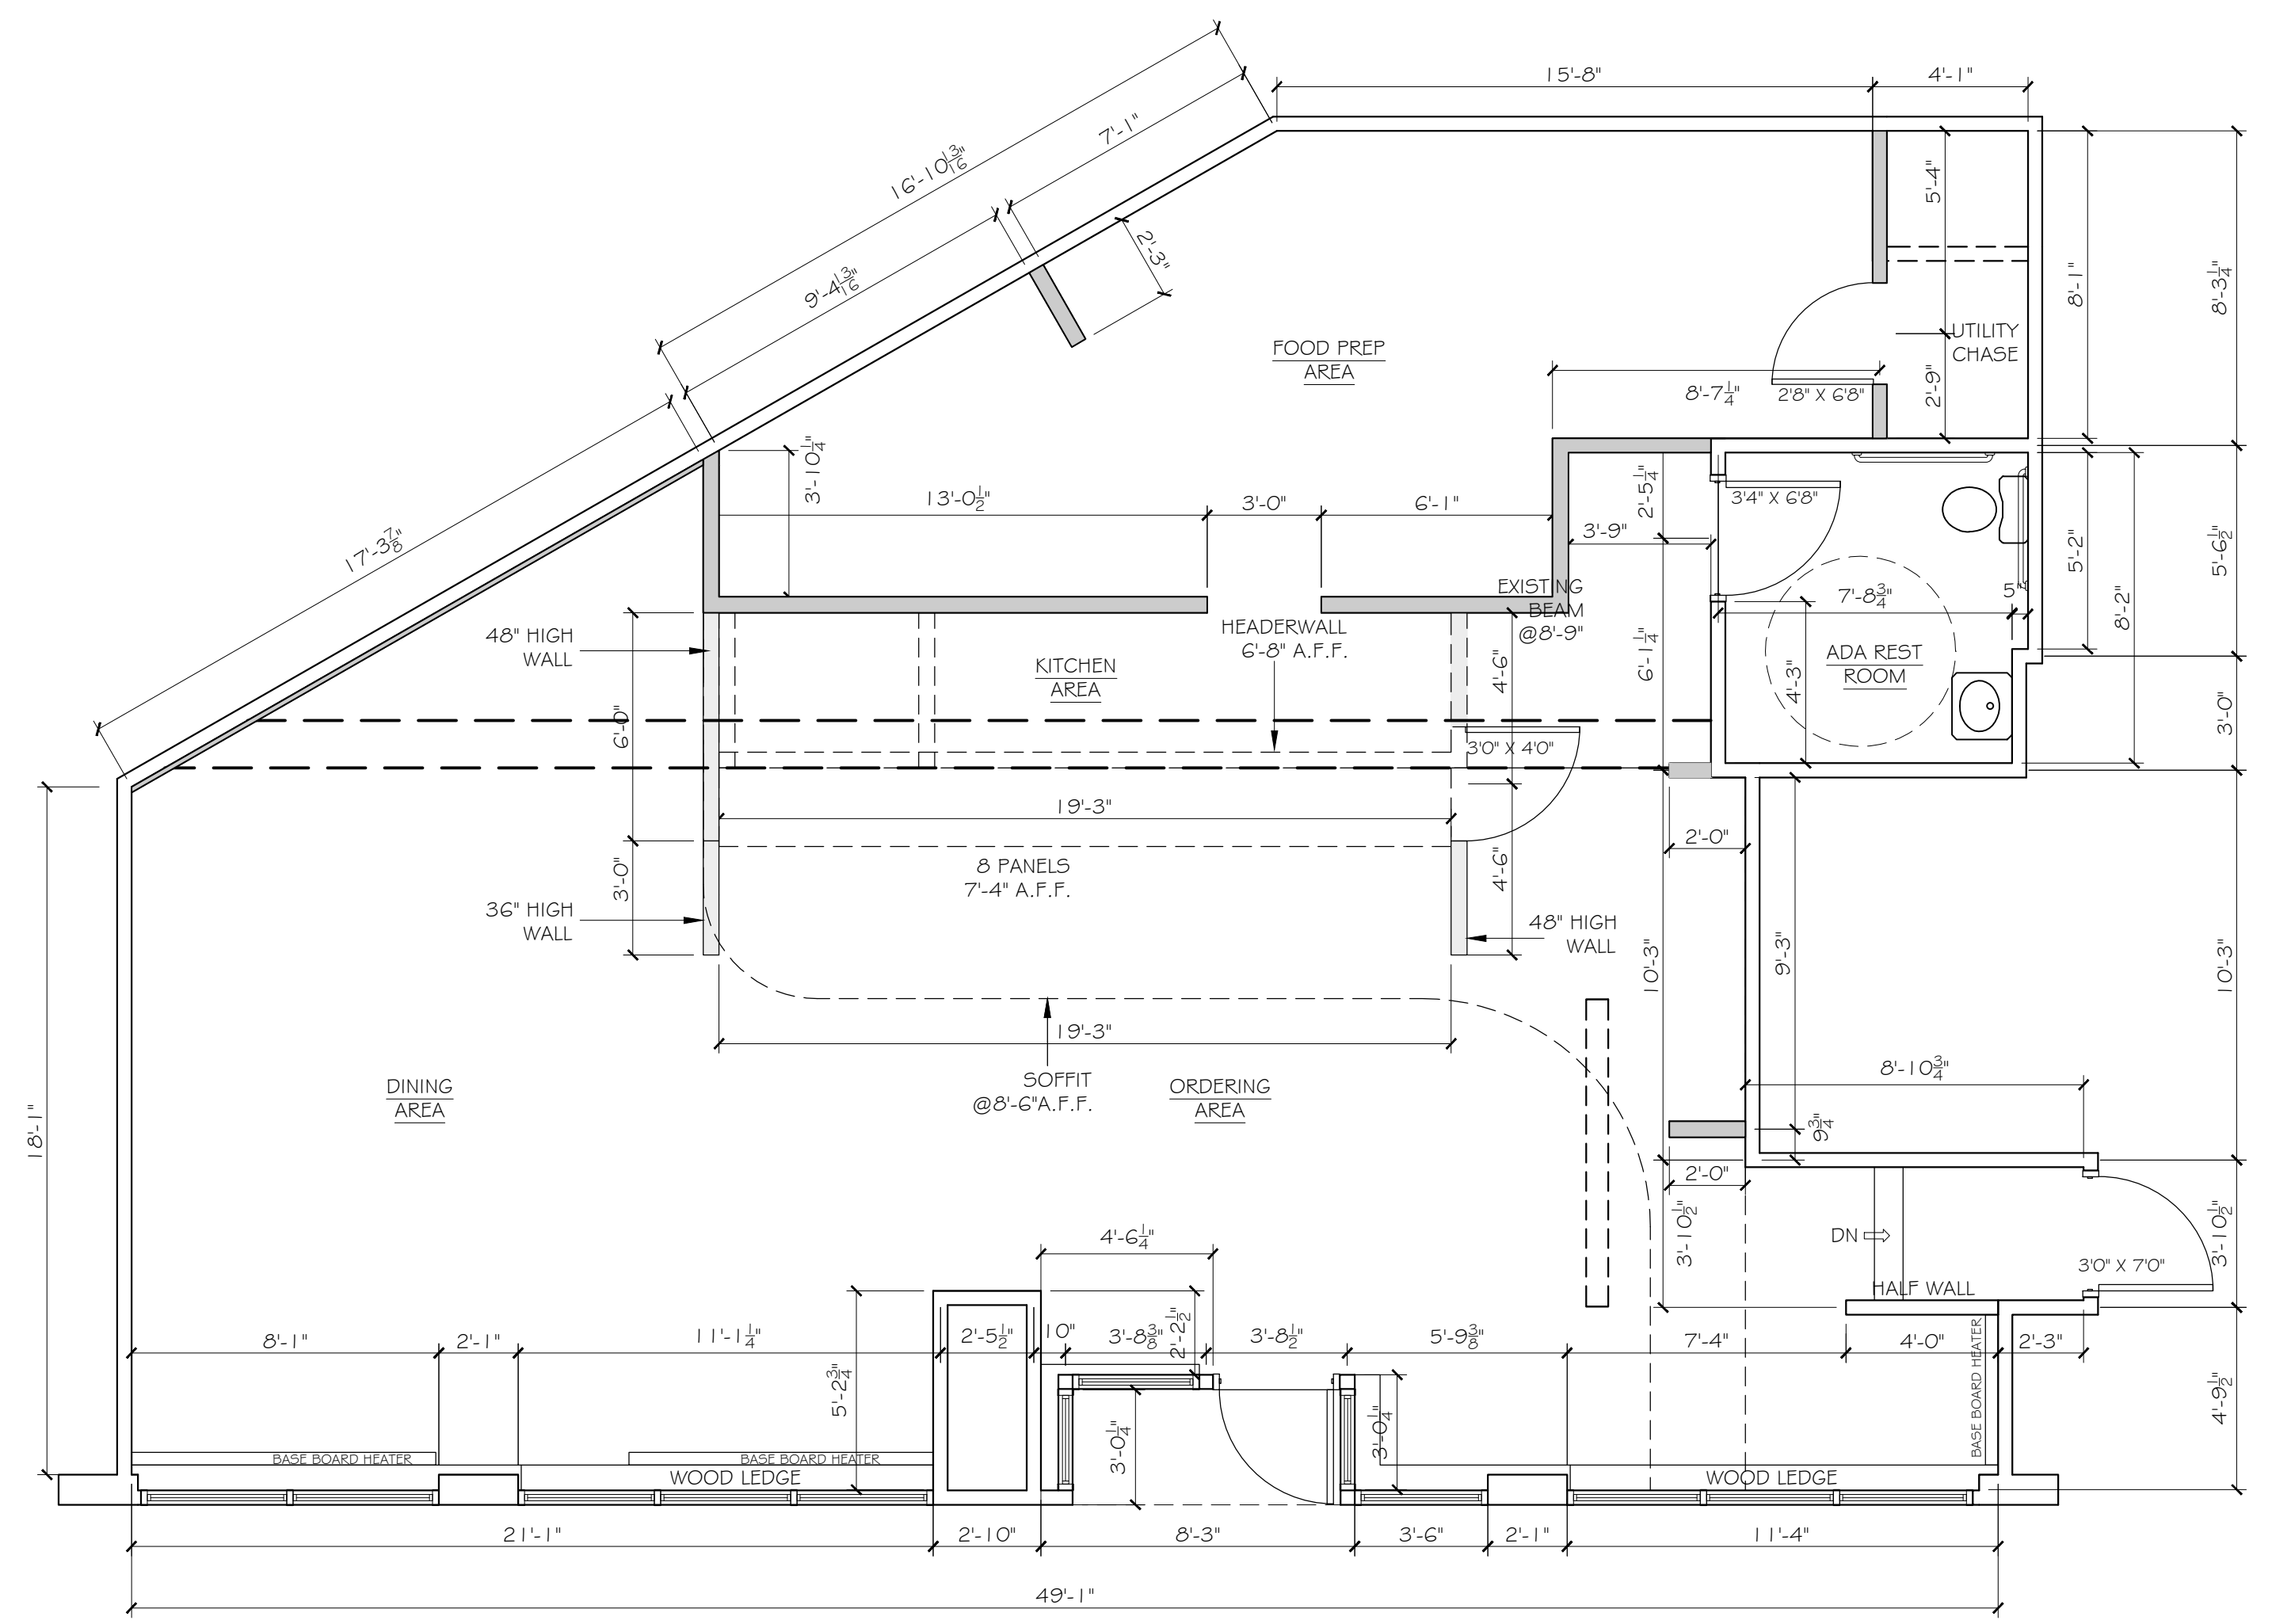 15'-8"
4'-1"
7'-1"
16'-10 13/16"
5'-4"
2'-3"
9'-4 13/16"
8'-1"
8'-3 1/4"
UTILITY
CHASE
FOOD PREP
AREA
8'-7 1/4"
2'8" X 6'8"
2'-9"
3'-10 1/4"
17'-3 7/8"
13'-0 1/2"
3'-0"
6'-1"
2'-5 1/4"
3'4" X 6'8"
3'-9"
5'-2"
5'-6 1/2"
EXISTING
BEAM
@8'-9"
7'-8 3/4"
5"
8'-2"
48" HIGH
WALL
HEADERWALL
6'-8" A.F.F.
KITCHEN
AREA
4'-6"
6'-1 1/4"
4'-3"
ADA REST
ROOM
6'-0"
3'-0"
3'0" X 4'0"
19'-3"
2'-0"
8 PANELS
7'-4" A.F.F.
3'-0"
4'-6"
36" HIGH
WALL
48" HIGH
WALL
10'-3"
9'-3"
10'-3"
19'-3"
SOFFIT
@8'-6"A.F.F.
DINING
AREA
ORDERING
AREA
8'-10 3/4"
9 3/4"
18'-1"
2'-0"
3'-10 1/2"
DN
3'-10 1/2"
3'0" X 7'0"
HALF WALL
4'-6 1/4"
2'-2 1/2"
8'-1"
2'-1"
11'-1 1/4"
2'-5 1/2"
10"
3'-8 3/8"
3'-8 1/2"
5'-9 3/8"
7'-4"
4'-0"
2'-3"
5'-2 3/4"
3'-0 1/4"
3'-0 1/4"
BASE BOARD HEATER
4'-9 1/2"
BASE BOARD HEATER
BASE BOARD HEATER
WOOD LEDGE
WOOD LEDGE
21'-1"
2'-10"
8'-3"
3'-6"
2'-1"
11'-4"
49'-1"